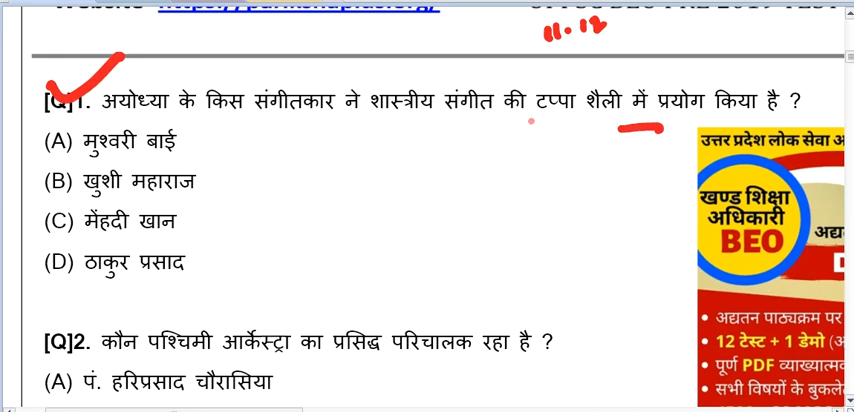 11.12
[Q]1. अयोध्या के किस संगीतकार ने शास्त्रीय संगीत की टप्पा शैली में प्रयोग किया है ?
(A) मुश्वरी बाई
(B) खुशी महाराज
(C) मेंहदी खान
(D) ठाकुर प्रसाद
[Q]2. कौन पश्चिमी आर्केस्ट्रा का प्रसिद्ध परिचालक रहा है ?
(A) पं. हरिप्रसाद चौरासिया
उत्तर प्रदेश लोक सेवा
खण्ड शिक्षा
अधिकारी
BEO
• अद्यतन पाठ्यक्रम पर
• 12 टेस्ट + 1 डेमो
• पूर्ण PDF
• सभी विषयों के